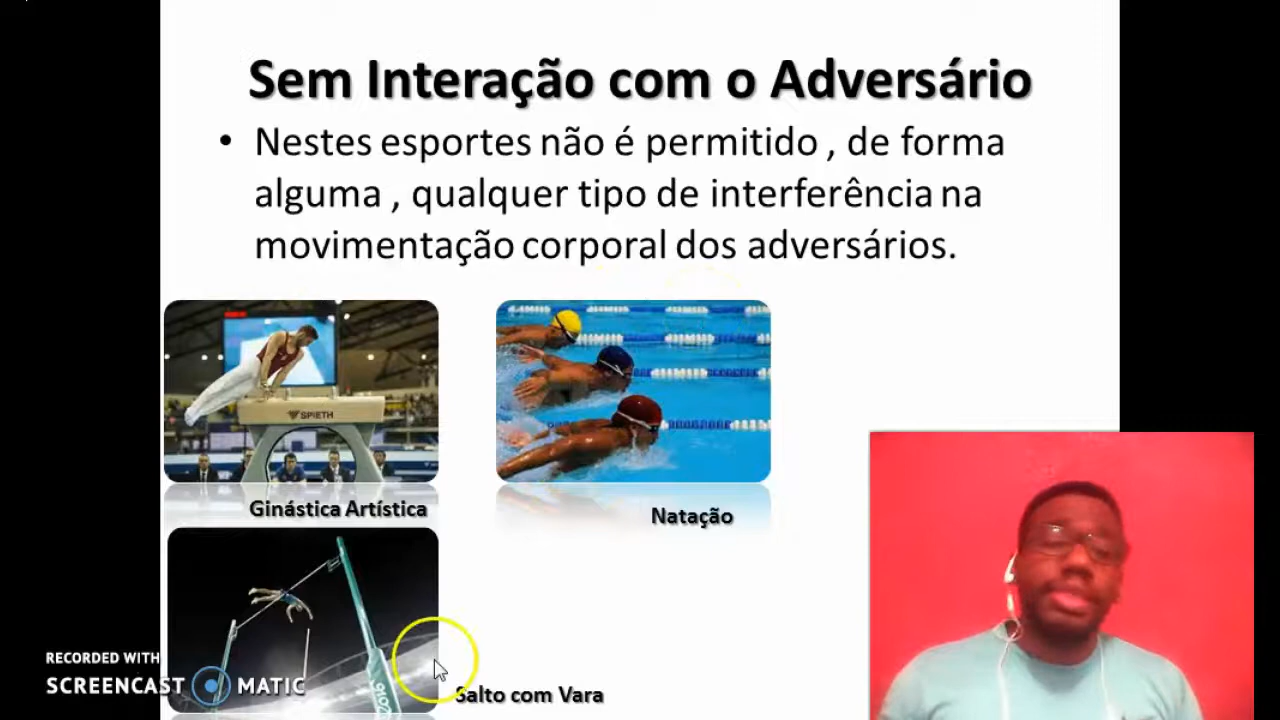 Sem Interação com o Adversário
• Nestes esportes não é permitido , de forma
alguma , qualquer tipo de interferência na
movimentação corporal dos adversários.
SPIETH
Ginástica Artística
Natação
2016
Salto com Vara
RECORDED WITH
SCREENCAST MATIC